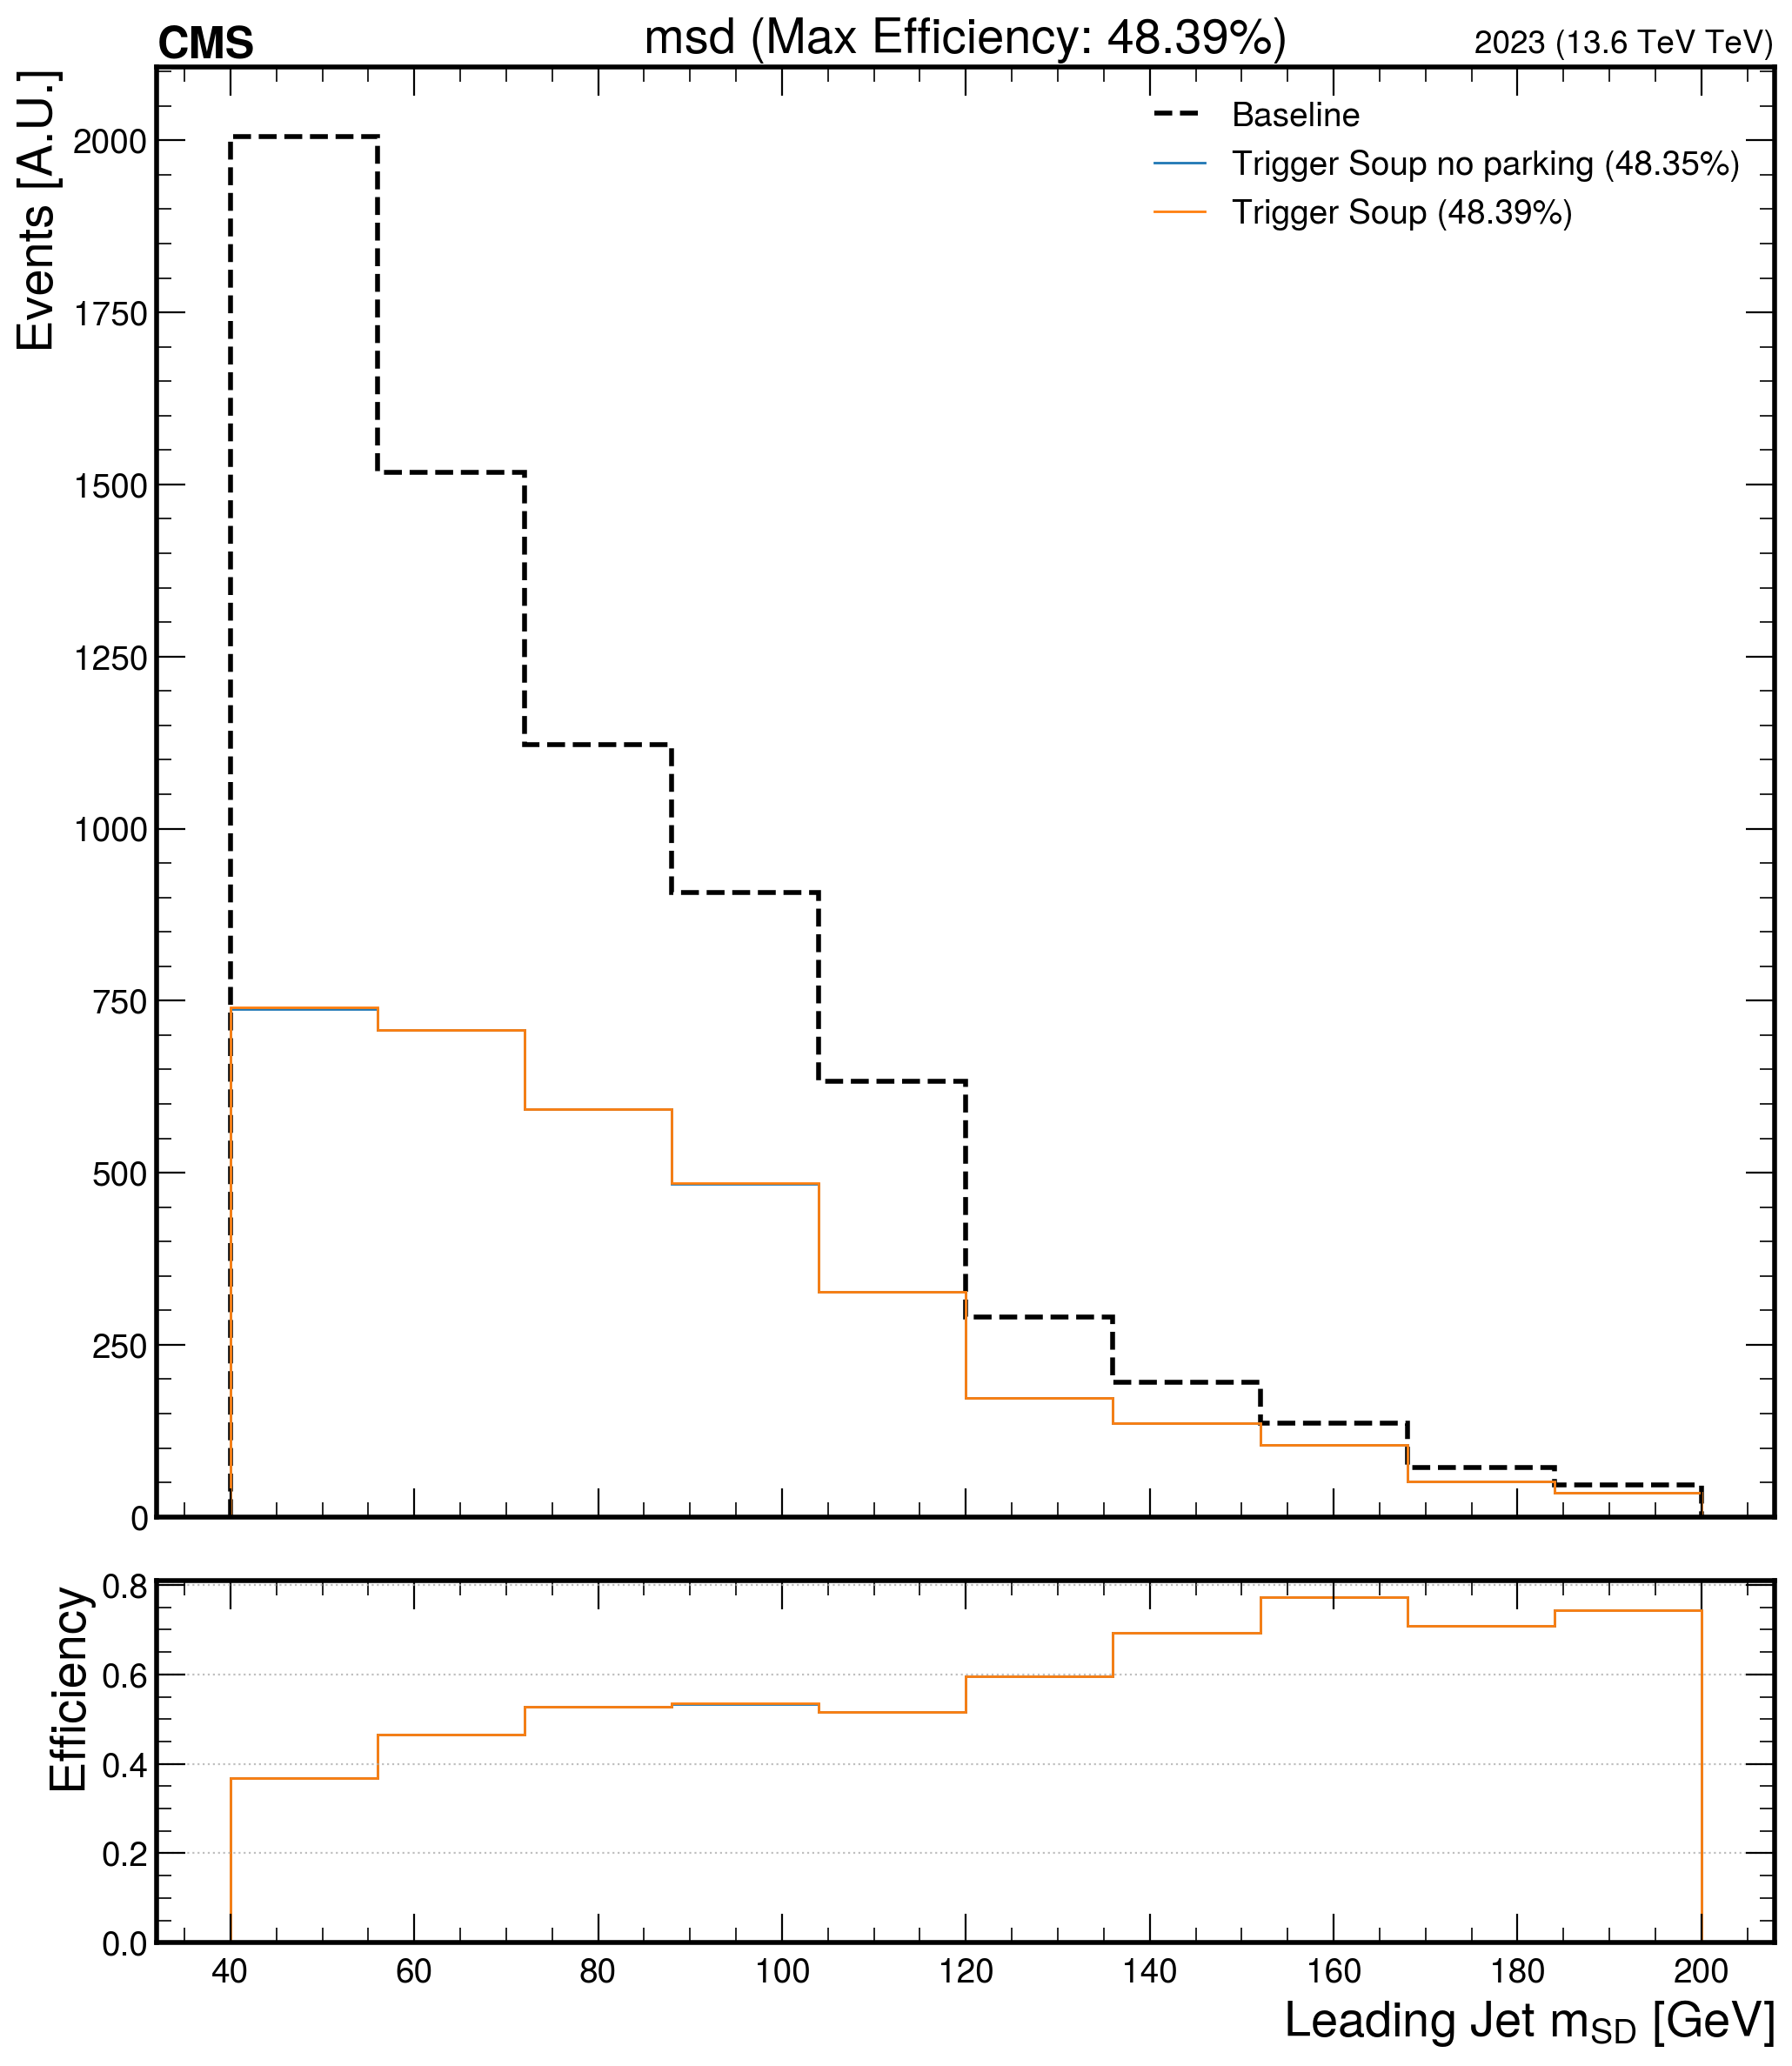 CMS
msd (Max Efficiency: 48.39%)
2023 (13.6 TeV TeV)
Events [A.U.]
Baseline
Trigger Soup no parking (48.35%)
Trigger Soup (48.39%)
2000
1750
1500
1250
1000
750
500
250
0
Efficiency
0.8
0.6
0.4
0.2
0.0
40 60 80 100 120 140 160 180 200
Leading Jet m_SD [GeV]